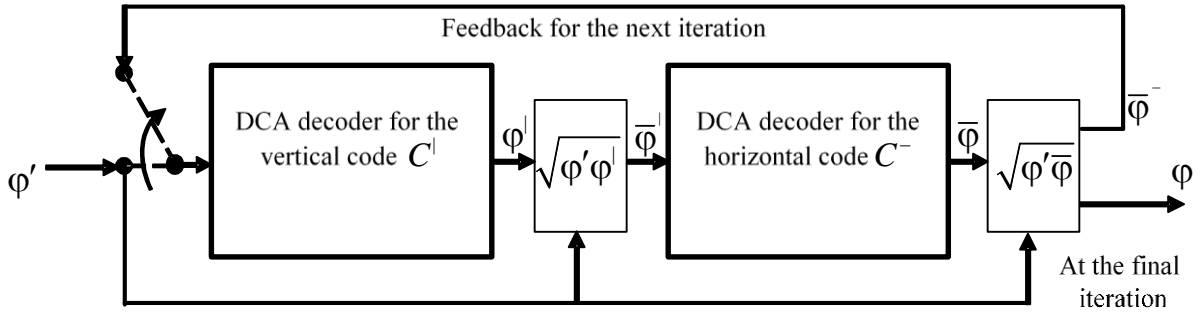 Feedback for the next iteration
DCA decoder for the
vertical code C^|
DCA decoder for the
horizontal code C^-
φ′
φ^|
√φ′φ^|
φ̅^|
φ̅
√φ′φ̅
φ̅^-
φ
At the final
iteration